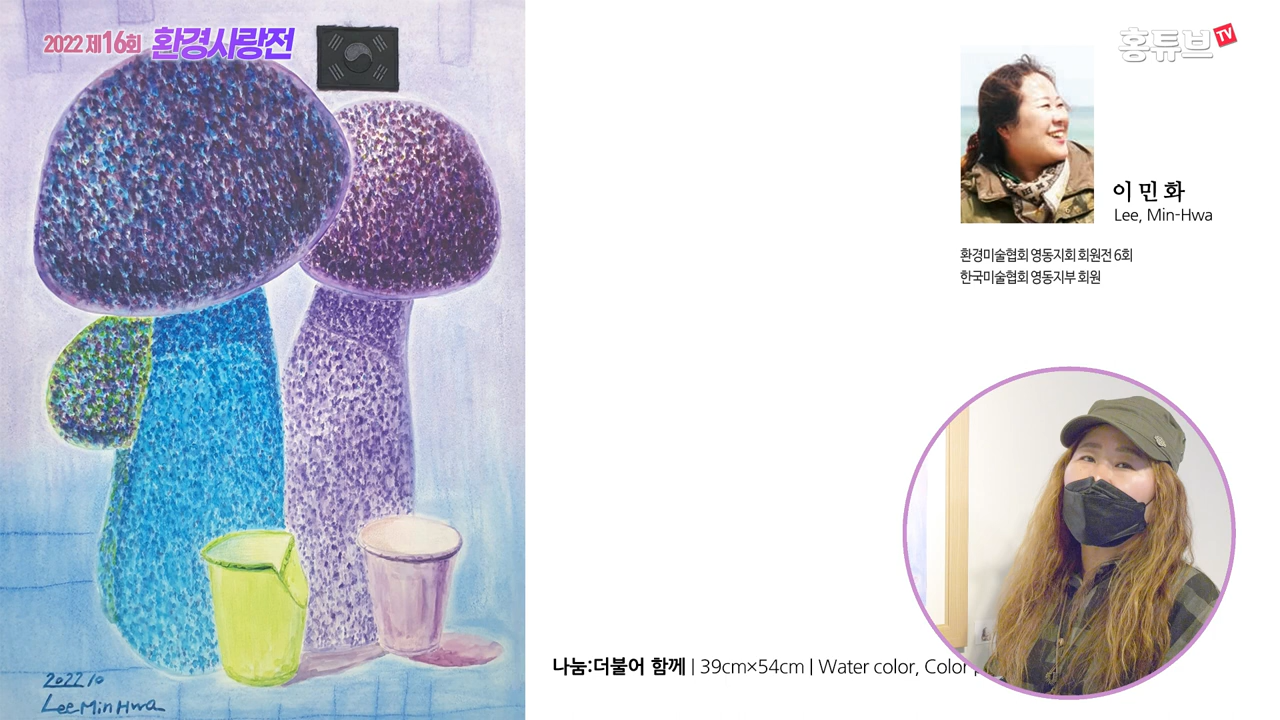 2022 제16회 환경사랑전
홍튜브 TV
이민화
Lee, Min-Hwa
환경미술협회 영동지회 회원전 6회
한국미술협회 영동지부 회원
나눔:더불어 함께 | 39cm×54cm | Water color, Color
2022 10
Lee Min Hwa